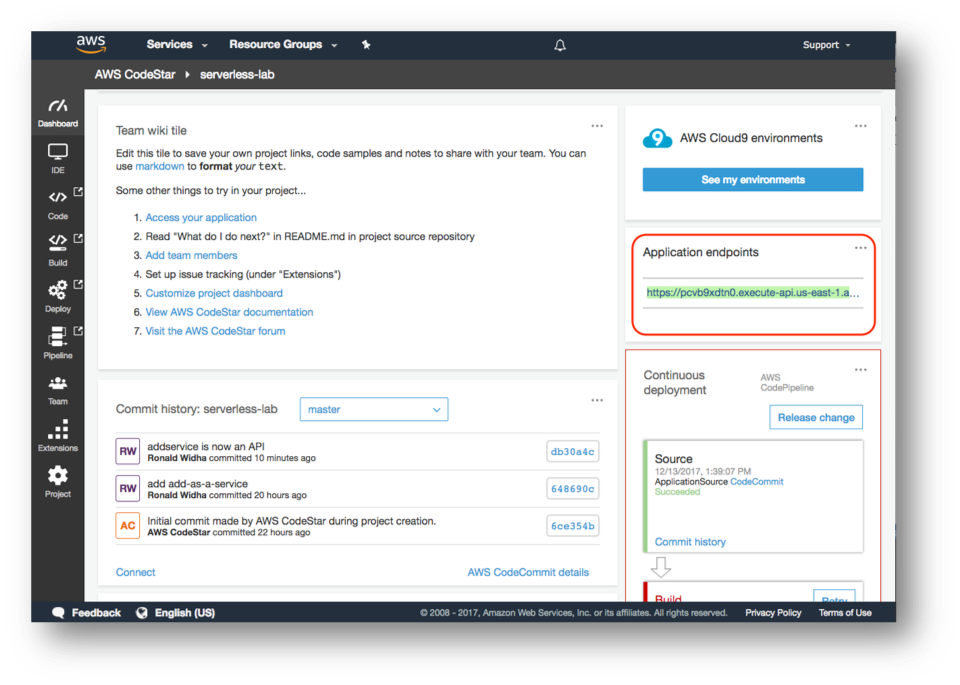 aws
Services
Resource Groups
Support
AWS CodeStar
serverless-lab
Dashboard
IDE
Code
Build
Deploy
Pipeline
Team
Extensions
Project
Team wiki tile
Edit this tile to save your own project links, code samples and notes to share with your team. You can
use markdown to format your text.
Some other things to try in your project...
1. Access your application
2. Read "What do I do next?" in README.md in project source repository
3. Add team members
4. Set up issue tracking (under "Extensions")
5. Customize project dashboard
6. View AWS CodeStar documentation
7. Visit the AWS CodeStar forum
Commit history: serverless-lab
master
RW
addservice is now an API
Ronald Widha committed 10 minutes ago
db30a4c
RW
add add-as-a-service
Ronald Widha committed 20 hours ago
648690c
AC
Initial commit made by AWS CodeStar during project creation.
AWS CodeStar committed 22 hours ago
6ce354b
Connect
AWS CodeCommit details
9
AWS Cloud9 environments
See my environments
Application endpoints
https://pcvb9xdtn0.execute-api.us-east-1.a...
Continuous
deployment
AWS
CodePipeline
Release change
Source
12/13/2017, 1:39:07 PM
ApplicationSource CodeCommit
Succeeded
Commit history
Build
Retry
Feedback
English (US)
© 2008 - 2017, Amazon Web Services, Inc. or its affiliates. All rights reserved.
Privacy Policy
Terms of Use